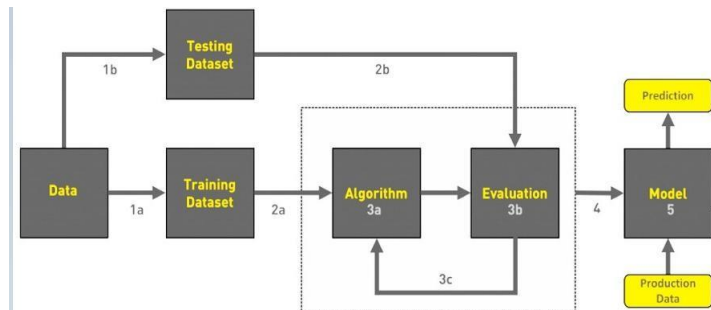 Testing
Dataset
1b
2b
Prediction
Data
1a
Training
Dataset
2a
Algorithm
3a
Evaluation
3b
3c
4
Model
5
Production
Data